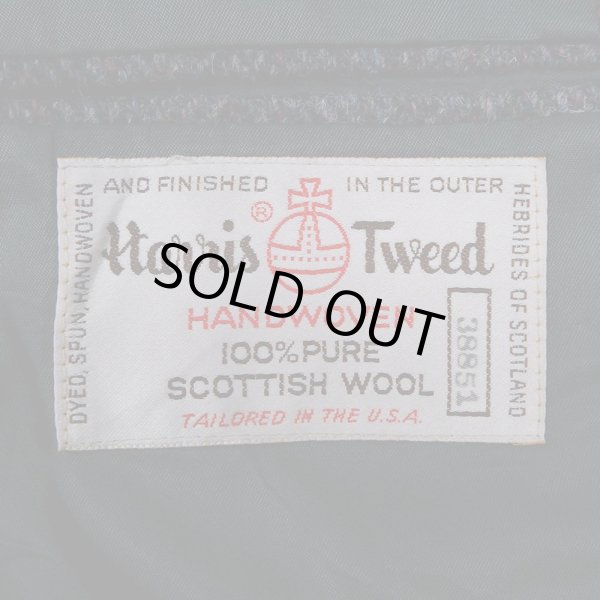 DYED, SPUN, HANDWOVEN
AND FINISHED
IN THE OUTER
HEBRIDES OF SCOTLAND
Harris ® Tweed
HANDWOVEN
100% PURE
SCOTTISH WOOL
TAILORED IN THE U.S.A.
38851
SOLD OUT